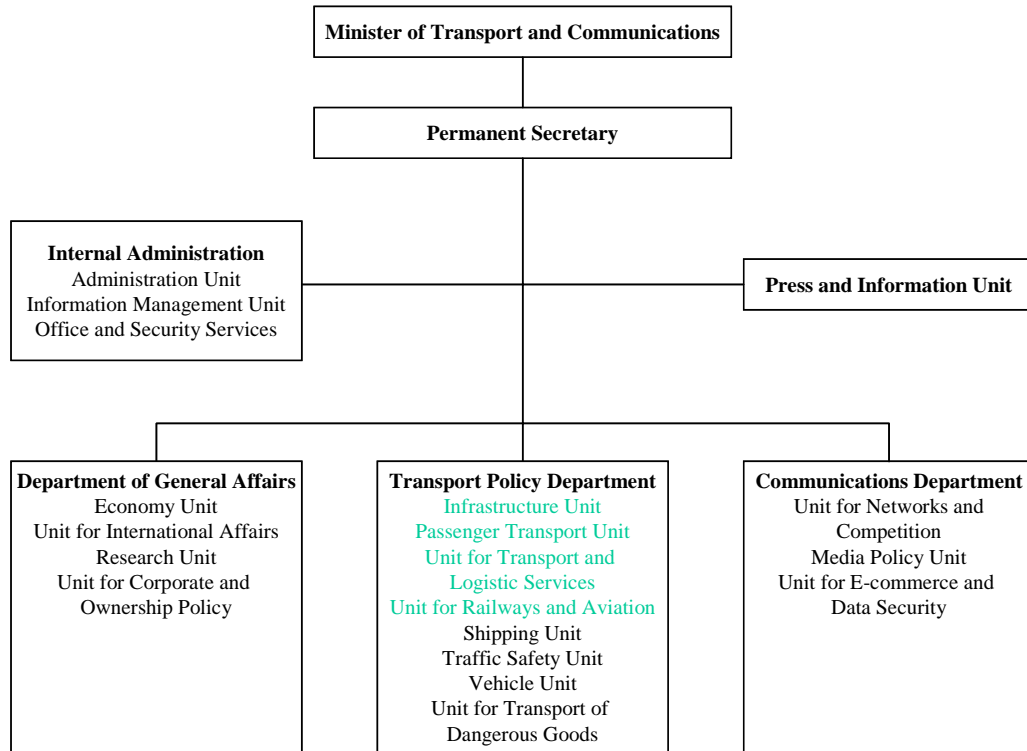 Minister of Transport and Communications
Permanent Secretary
Internal Administration
Administration Unit
Information Management Unit
Office and Security Services
Press and Information Unit
Department of General Affairs
Economy Unit
Unit for International Affairs
Research Unit
Unit for Corporate and
Ownership Policy
Transport Policy Department
Infrastructure Unit
Passenger Transport Unit
Unit for Transport and
Logistic Services
Unit for Railways and Aviation
Shipping Unit
Traffic Safety Unit
Vehicle Unit
Unit for Transport of
Dangerous Goods
Communications Department
Unit for Networks and
Competition
Media Policy Unit
Unit for E-commerce and
Data Security